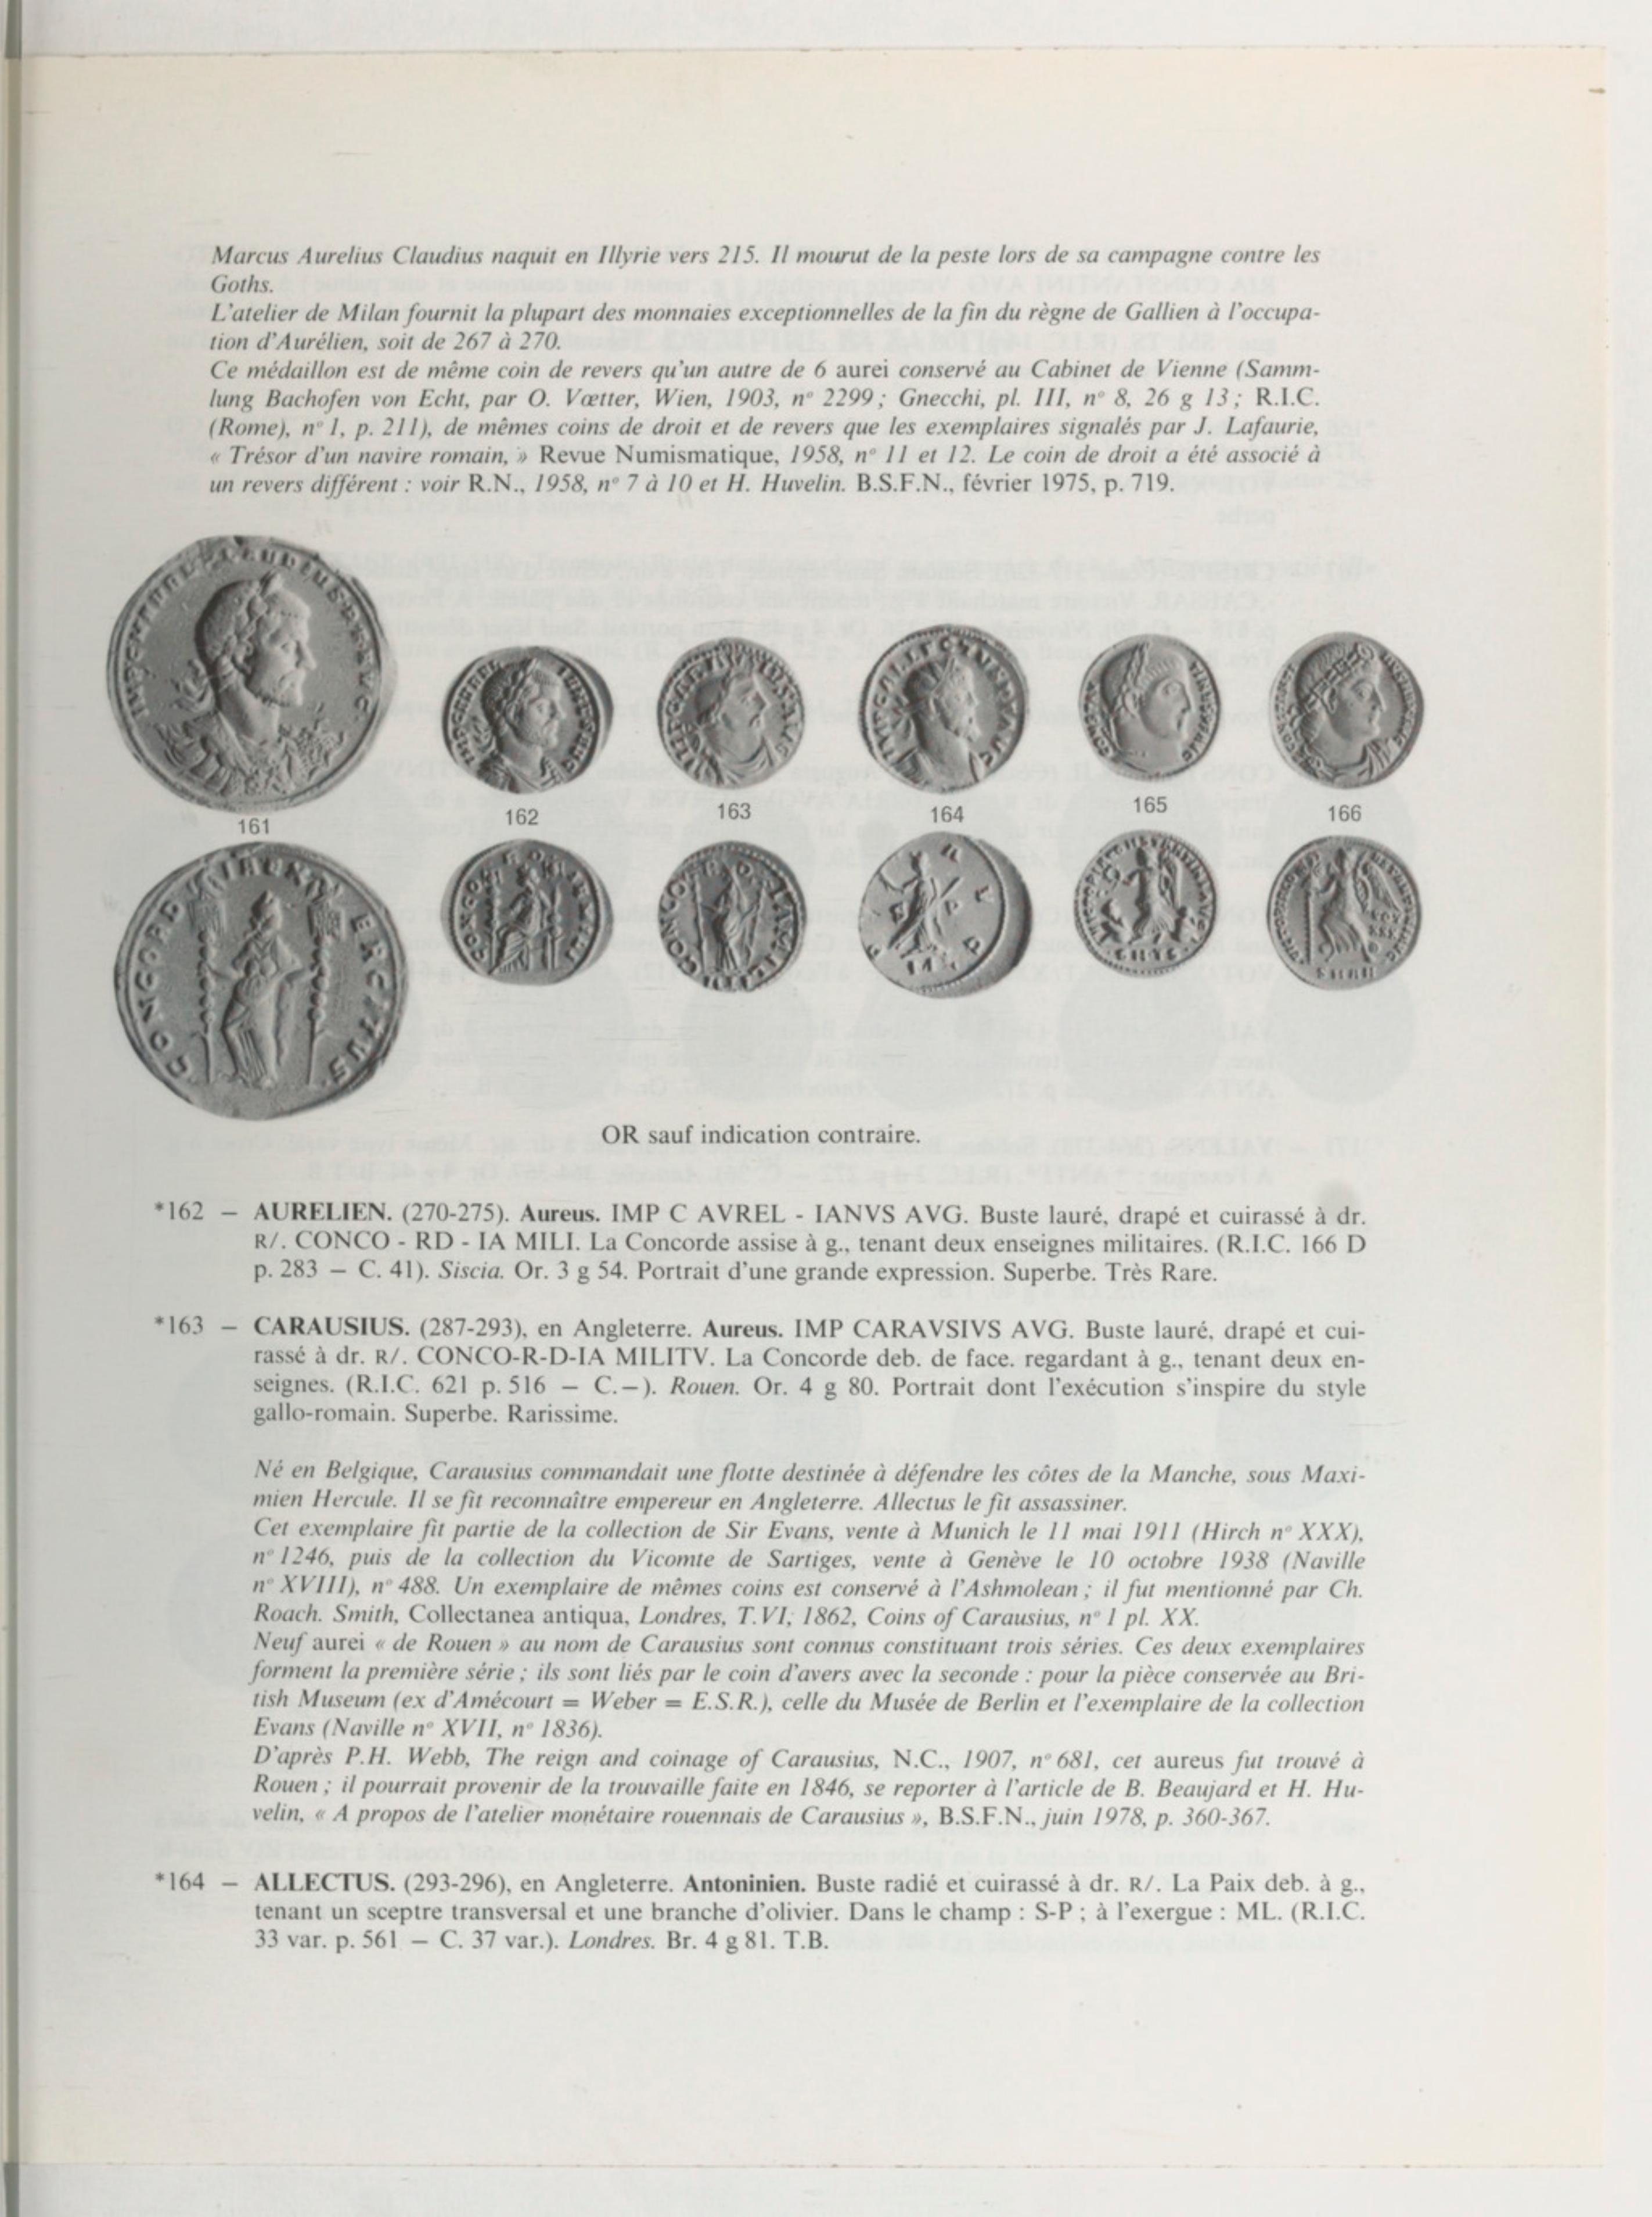 Marcus Aurelius Claudius naquit en Illyrie vers 215. Il mourut de la peste lors de sa campagne contre les
Goths.
L'atelier de Milan fournit la plupart des monnaies exceptionnelles de la fin du règne de Gallien à l'occupa-
tion d'Aurélien, soit de 267 à 270.
Ce médaillon est de même coin de revers qu'un autre de 6 aurei conservé au Cabinet de Vienne (Samm-
lung Bachofen von Echt, par O. Vœtter, Wien, 1903, n° 2299 ; Gnecchi, pl. III, n° 8, 26 g 13 ; R.I.C.
(Rome), n° 1, p. 211), de mêmes coins de droit et de revers que les exemplaires signalés par J. Lafaurie,
« Trésor d'un navire romain, » Revue Numismatique, 1958, n° 11 et 12. Le coin de droit a été associé à
un revers différent : voir R.N., 1958, n° 7 à 10 et H. Huvelin. B.S.F.N., février 1975, p. 719.
161 162 163 164 165 166
CONCORD EXERCITUS
OR sauf indication contraire.
*162 – AURELIEN. (270-275). Aureus. IMP C AVREL - IANVS AVG. Buste lauré, drapé et cuirassé à dr.
R/. CONCO - RD - IA MILI. La Concorde assise à g., tenant deux enseignes militaires. (R.I.C. 166 D
p. 283 – C. 41). Siscia. Or. 3 g 54. Portrait d'une grande expression. Superbe. Très Rare.
*163 – CARAUSIUS. (287-293), en Angleterre. Aureus. IMP CARAVSIVS AVG. Buste lauré, drapé et cui-
rassé à dr. R/. CONCO-R-D-IA MILITV. La Concorde deb. de face. regardant à g., tenant deux en-
seignes. (R.I.C. 621 p. 516 – C.–). Rouen. Or. 4 g 80. Portrait dont l'exécution s'inspire du style
gallo-romain. Superbe. Rarissime.
Né en Belgique, Carausius commandait une flotte destinée à défendre les côtes de la Manche, sous Maxi-
mien Hercule. Il se fit reconnaître empereur en Angleterre. Allectus le fit assassiner.
Cet exemplaire fit partie de la collection de Sir Evans, vente à Munich le 11 mai 1911 (Hirch n° XXX),
n° 1246, puis de la collection du Vicomte de Sartiges, vente à Genève le 10 octobre 1938 (Naville
n° XVIII), n° 488. Un exemplaire de mêmes coins est conservé à l'Ashmolean ; il fut mentionné par Ch.
Roach. Smith, Collectanea antiqua, Londres, T. VI, 1862, Coins of Carausius, n° 1 pl. XX.
Neuf aurei « de Rouen » au nom de Carausius sont connus constituant trois séries. Ces deux exemplaires
forment la première série ; ils sont liés par le coin d'avers avec la seconde : pour la pièce conservée au Bri-
tish Museum (ex d'Amécourt = Weber = E.S.R.), celle du Musée de Berlin et l'exemplaire de la collection
Evans (Naville n° XVII, n° 1836).
D'après P.H. Webb, The reign and coinage of Carausius, N.C., 1907, n° 681, cet aureus fut trouvé à
Rouen ; il pourrait provenir de la trouvaille faite en 1846, se reporter à l'article de B. Beaujard et H. Hu-
velin, « A propos de l'atelier monétaire rouennais de Carausius », B.S.F.N., juin 1978, p. 360-367.
*164 – ALLECTUS. (293-296), en Angleterre. Antoninien. Buste radié et cuirassé à dr. R/. La Paix deb. à g.,
tenant un sceptre transversal et une branche d'olivier. Dans le champ : S-P ; à l'exergue : ML. (R.I.C.
33 var. p. 561 – C. 37 var.). Londres. Br. 4 g 81. T.B.